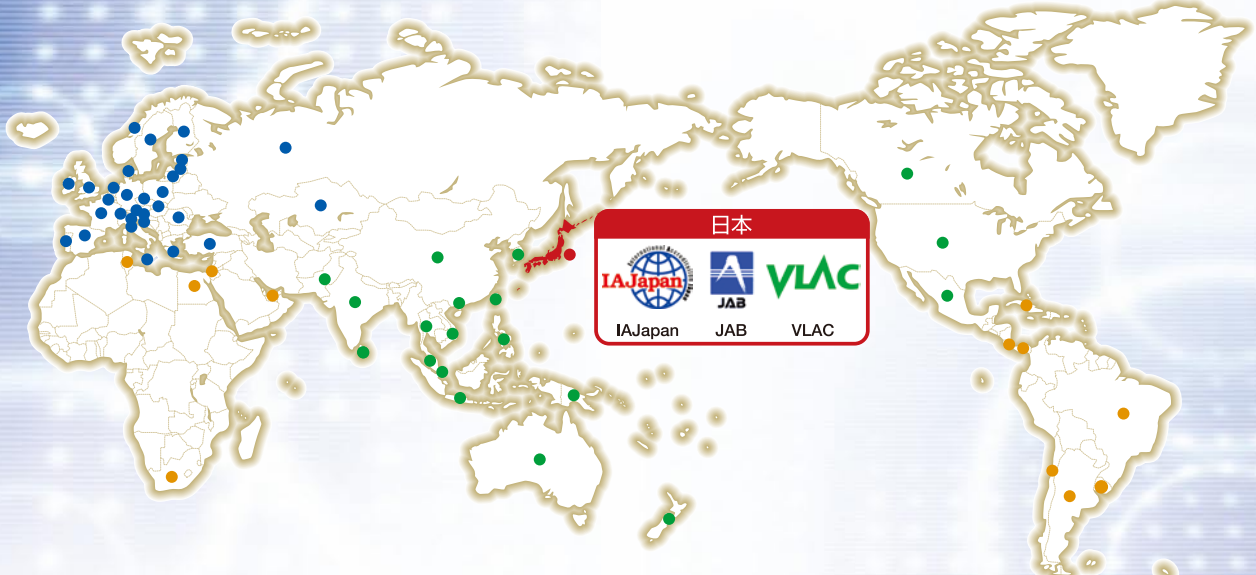 日本
International Accreditation Japan
IAJapan
JAB
VLAC
IAJapan
JAB
VLAC